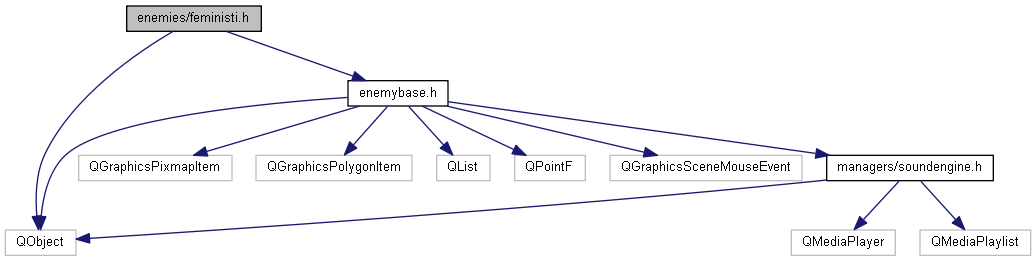 enemies/feministi.h
enemybase.h
QGraphicsPixmapItem
QGraphicsPolygonItem
QList
QPointF
QGraphicsSceneMouseEvent
managers/soundengine.h
QObject
QMediaPlayer
QMediaPlaylist